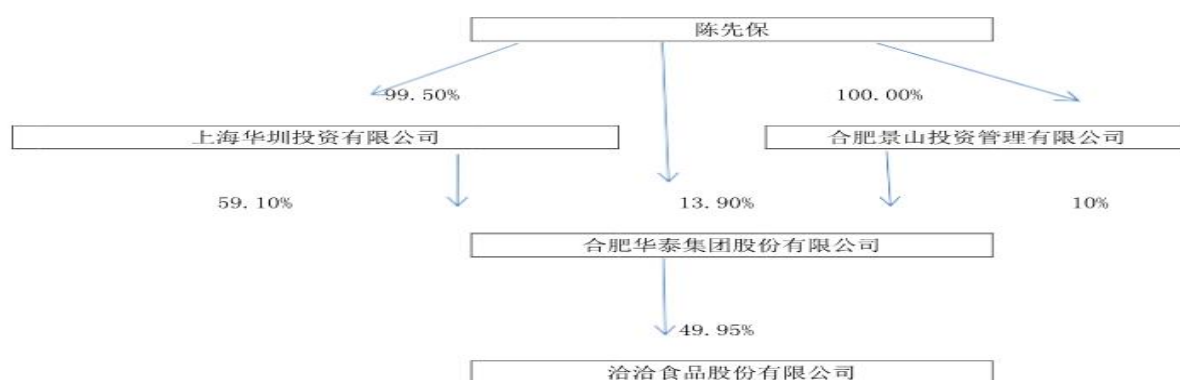 陈先保
99.50%
100.00%
上海华圳投资有限公司
合肥景山投资管理有限公司
59.10%
13.90%
10%
合肥华泰集团股份有限公司
49.95%
洽洽食品股份有限公司